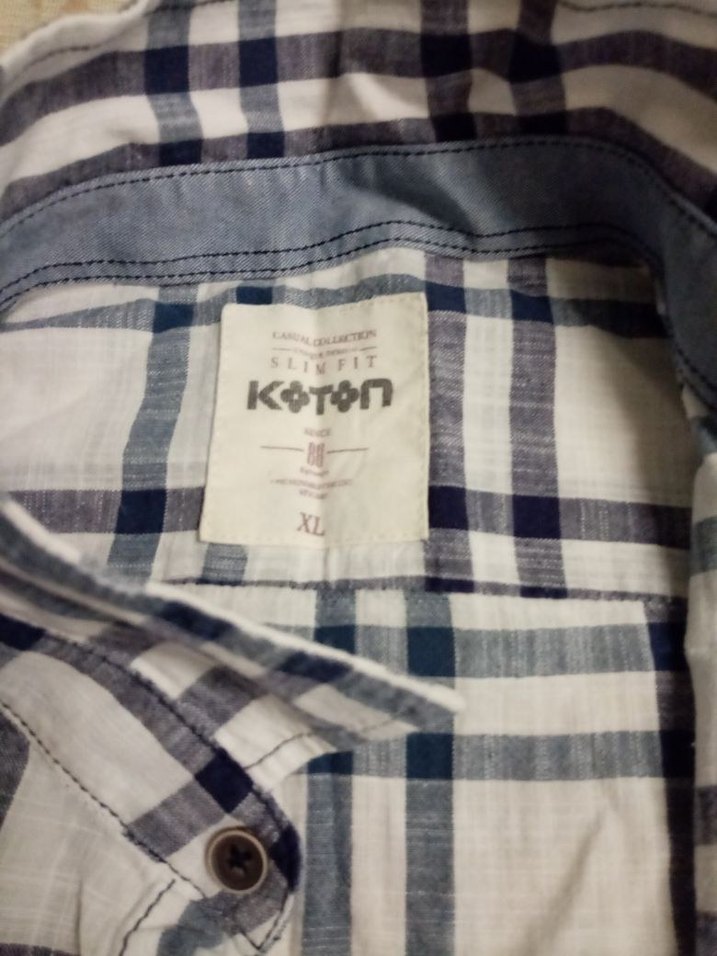 CASUAL COLLECTION
SLIM FIT
KOTON
SINCE
88
XL